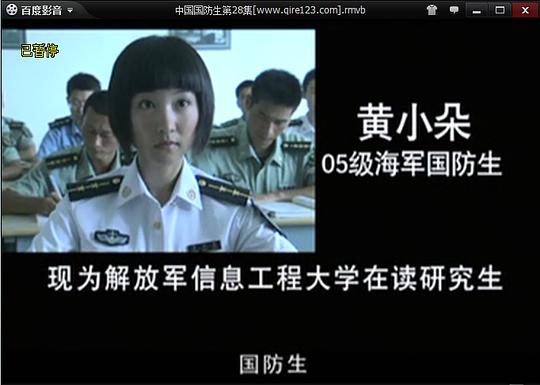 百度影音
中国国防生第28集[www.qire123.com].rmvb
已暂停
黄小朵
05级海军国防生
现为解放军信息工程大学在读研究生
国防生